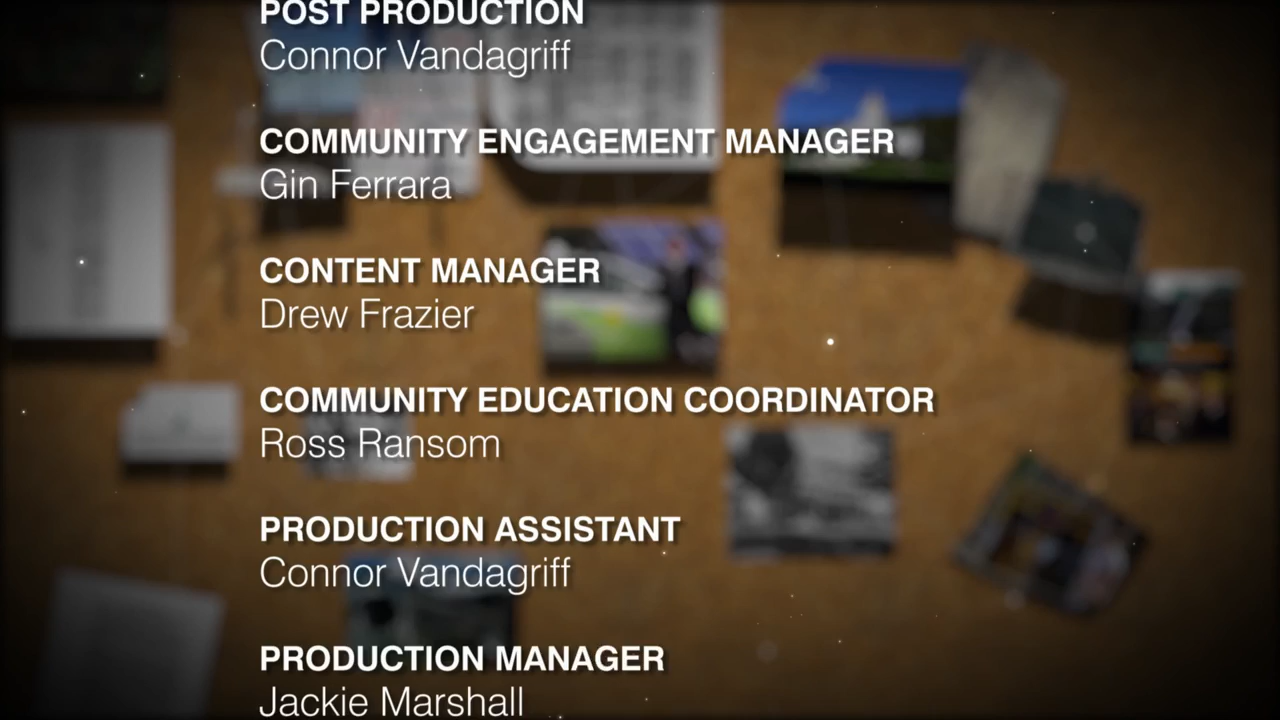 POST PRODUCTION
Connor Vandagriff
COMMUNITY ENGAGEMENT MANAGER
Gin Ferrara
CONTENT MANAGER
Drew Frazier
COMMUNITY EDUCATION COORDINATOR
Ross Ransom
PRODUCTION ASSISTANT
Connor Vandagriff
PRODUCTION MANAGER
Jackie Marshall